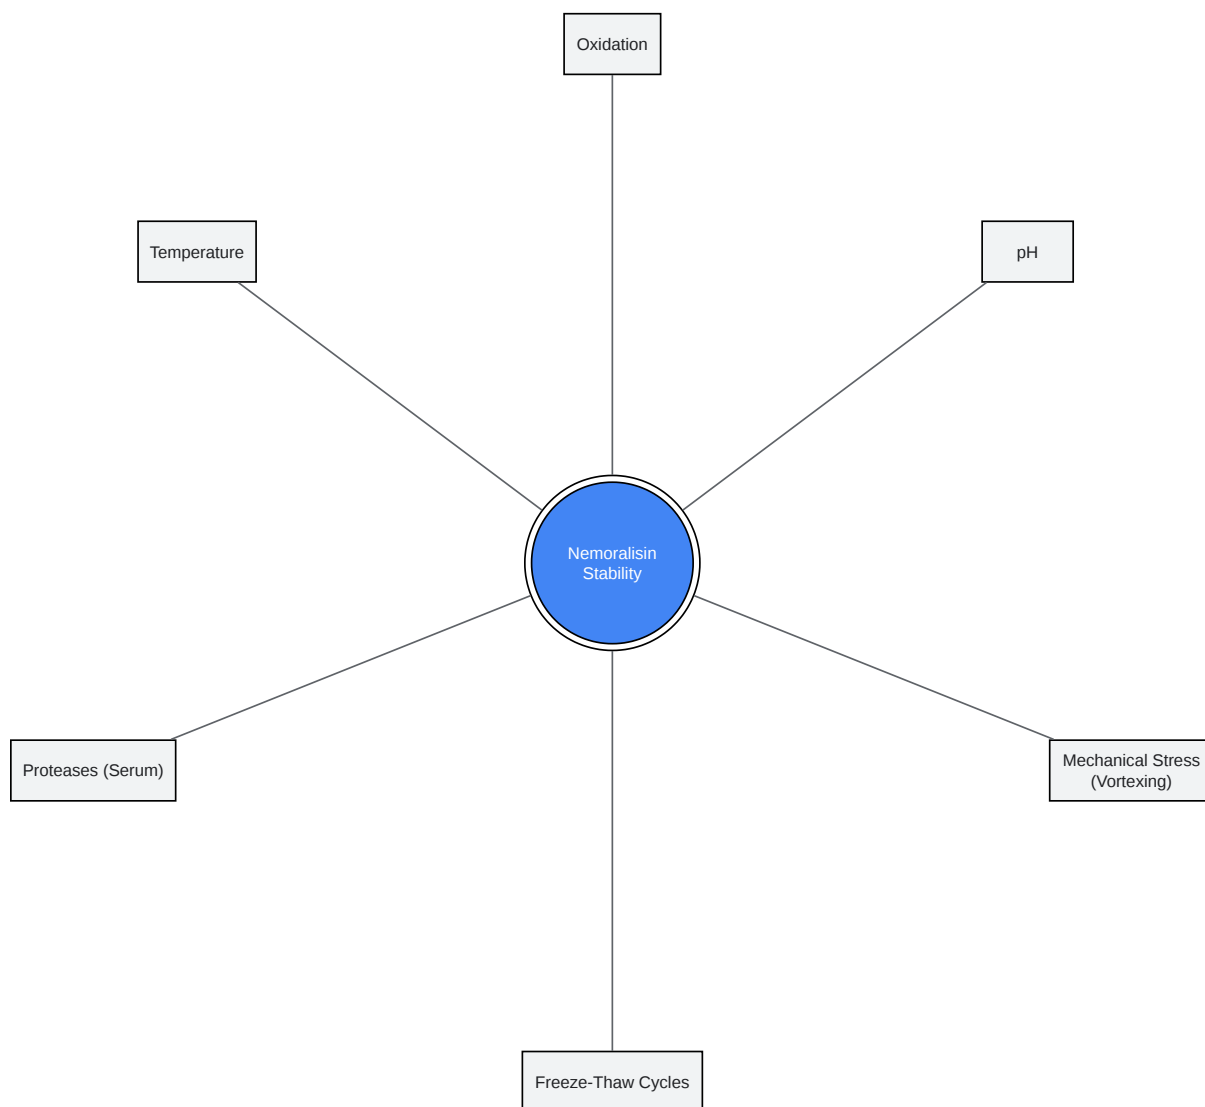 Oxidation
Temperature
pH
Nemoralisin
Stability
Proteases (Serum)
Mechanical Stress
(Vortexing)
Freeze-Thaw Cycles